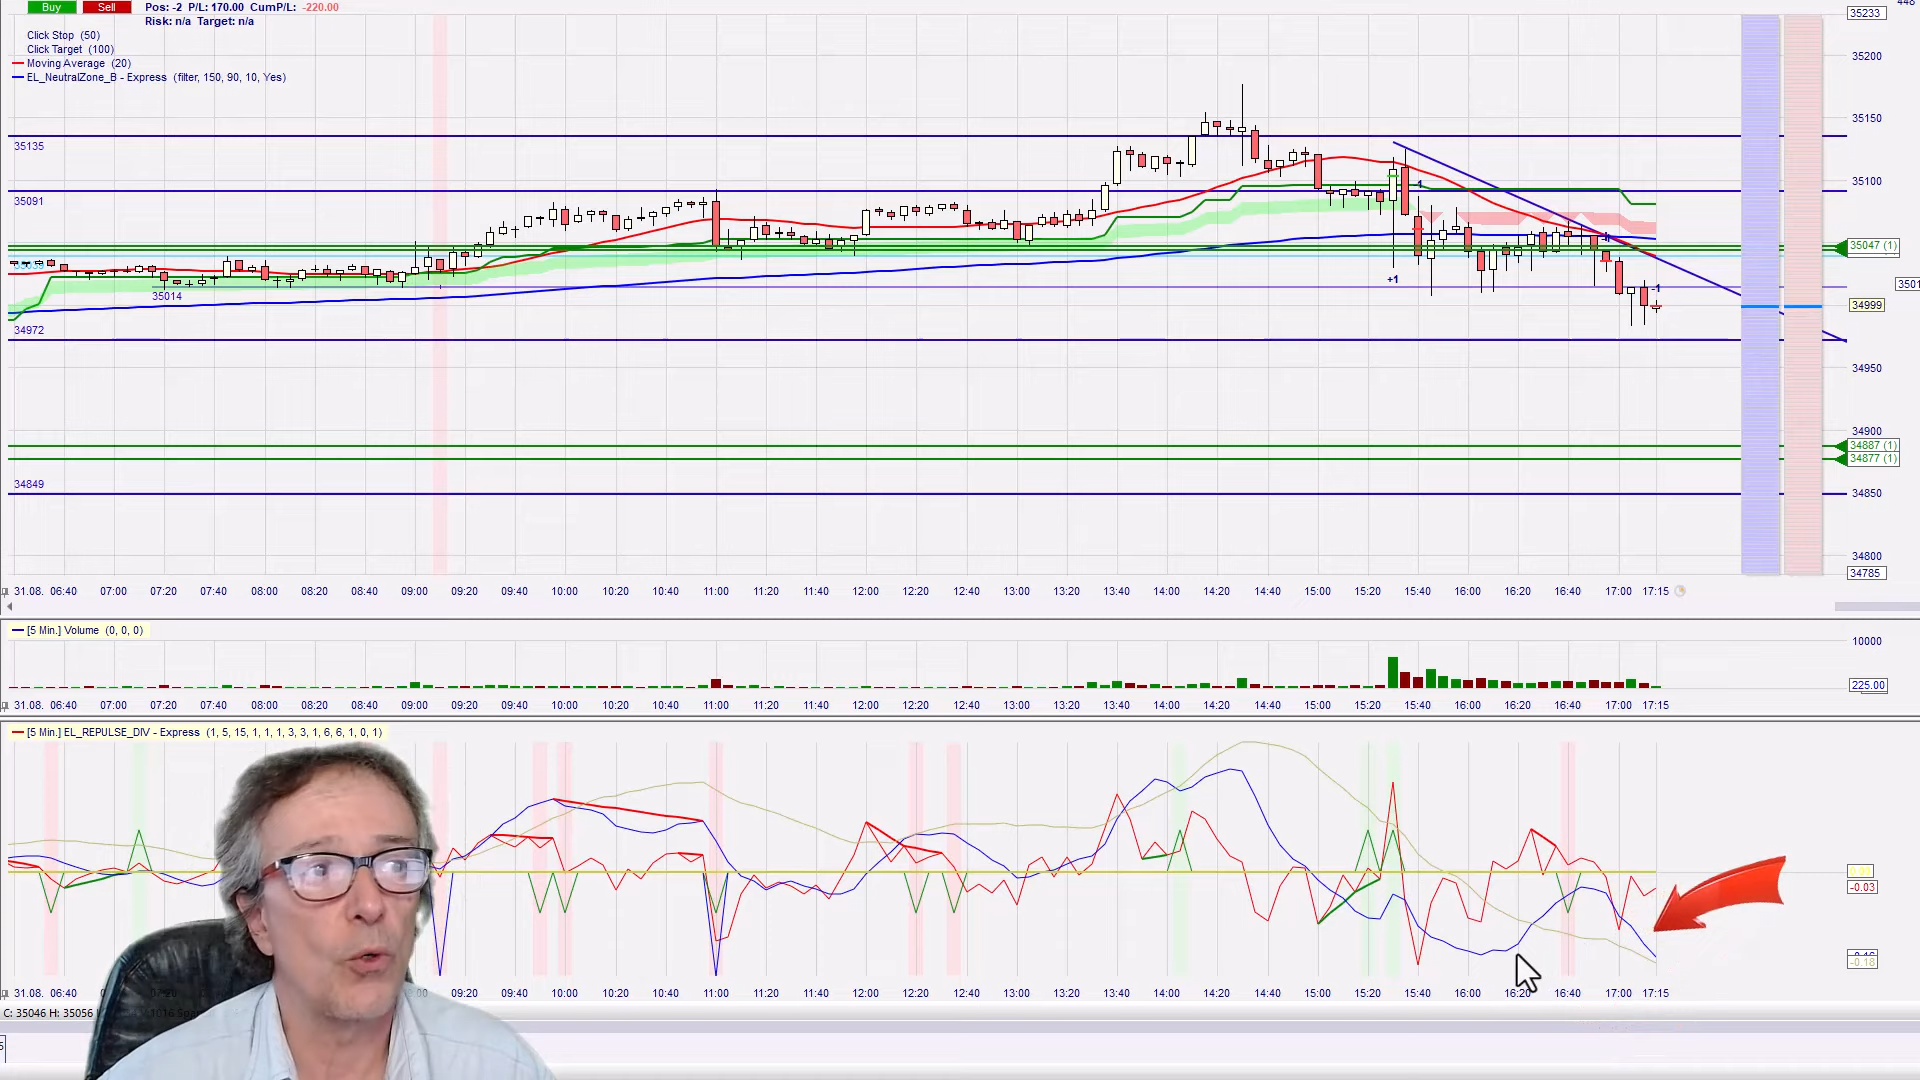 Buy Sell Pos: -2 P/L: 170.00 CumP/L: -220.00
Risk: n/a Target: n/a
Click Stop (50)
Click Target (100)
Moving Average (20)
EL_NeutralZone_B - Express (filter, 150, 90, 10, Yes)
35233
35200
35150
35135
35100
35091
-1
35047 (1)
+1
35014
-1
34999
34972
34950
34900
34887 (1)
34877 (1)
34849
34850
34800
34785
31.08. 06:40 07:00 07:20 07:40 08:00 08:20 08:40 09:00 09:20 09:40 10:00 10:20 10:40 11:00 11:20 11:40 12:00 12:20 12:40 13:00 13:20 13:40 14:00 14:20 14:40 15:00 15:20 15:40 16:00 16:20 16:40 17:00 17:15
[5 Min.] Volume (0, 0, 0)
10000
225.00
31.08. 06:40 07:00 07:20 07:40 08:00 08:20 08:40 09:00 09:20 09:40 10:00 10:20 10:40 11:00 11:20 11:40 12:00 12:20 12:40 13:00 13:20 13:40 14:00 14:20 14:40 15:00 15:20 15:40 16:00 16:20 16:40 17:00 17:15
[5 Min.] EL_REPULSE_DIV - Express (1, 5, 15, 1, 1, 1, 3, 3, 1, 6, 6, 1, 0, 1)
-0.03
-0.18
31.08. 06:40 09:20 09:40 10:00 10:20 10:40 11:00 11:20 11:40 12:00 12:20 12:40 13:00 13:20 13:40 14:00 14:20 14:40 15:00 15:20 15:40 16:00 16:20 16:40 17:00 17:15
C: 35046 H: 35056